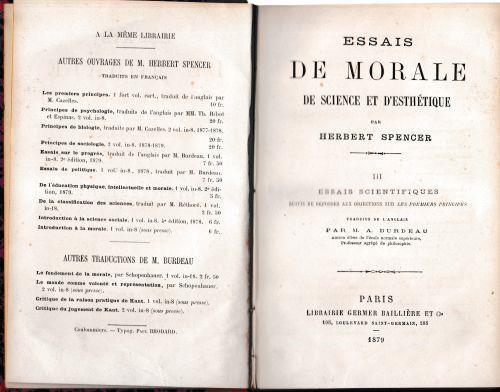 A LA MÊME LIBRAIRIE
AUTRES OUVRAGES DE M. HERBERT SPENCER
TRADUITS EN FRANÇAIS
Les premiers principes. 1 fort vol. in-8, traduit de l'anglais par
M. Cazelles. 10 fr.
Principes de psychologie, traduits de l'anglais par MM. Th. Ribot
et Espinas. 2 vol. in-8. 20 fr.
Principes de biologie, traduits par M. Cazelles. 2 vol. in-8. 1877-1878.
20 fr.
Principes de sociologie. 2 vol. in-8. 1878-1879. 20 fr.
Essais sur le progrès, traduit de l'anglais par M. Burdeau. 1 vol.
in-8. 2e édition, 1879. 7 fr. 50
Essais de politique. 1 vol. in-8., 1878, traduit par M. Burdeau.
7 fr. 50
De l'éducation physique, intellectuelle et morale. 1 vol. in-8. 2e édi-
tion, 1879. 5 fr.
De la classification des sciences, traduit par M. Réthoré. 1 vol.
in-18. 2 fr. 50
Introduction à la science sociale. 1 vol. in-8. 4e édition, 1878. 6 fr.
Introduction à la morale. 1 vol. in-8 (sous presse). 6 fr.
AUTRES TRADUCTIONS DE M. BURDEAU
Le fondement de la morale, par Schopenhauer. 1 vol. in-18. 2 fr. 50
Le monde comme volonté et représentation, par Schopenhauer,
2 vol. in-8 (sous presse).
Critique de la raison pratique de Kant. 1 vol. in-8 (sous presse).
Critique du jugement de Kant. 2 vol. in-8 (sous presse).
Coulommiers. — Typog. PAUL BRODARD.
ESSAIS
DE MORALE
DE SCIENCE ET D'ESTHÉTIQUE
PAR
HERBERT SPENCER
III
ESSAIS SCIENTIFIQUES
SUIVIS DE RÉPONSES AUX OBJECTIONS SUR LES PREMIERS PRINCIPES
TRADUITS DE L'ANGLAIS
PAR M. A. BURDEAU
Ancien élève de l'école normale supérieure,
Professeur agrégé de philosophie.
PARIS
LIBRAIRIE GERMER BAILLIÈRE ET Cie
108, BOULEVARD SAINT-GERMAIN, 108
1879